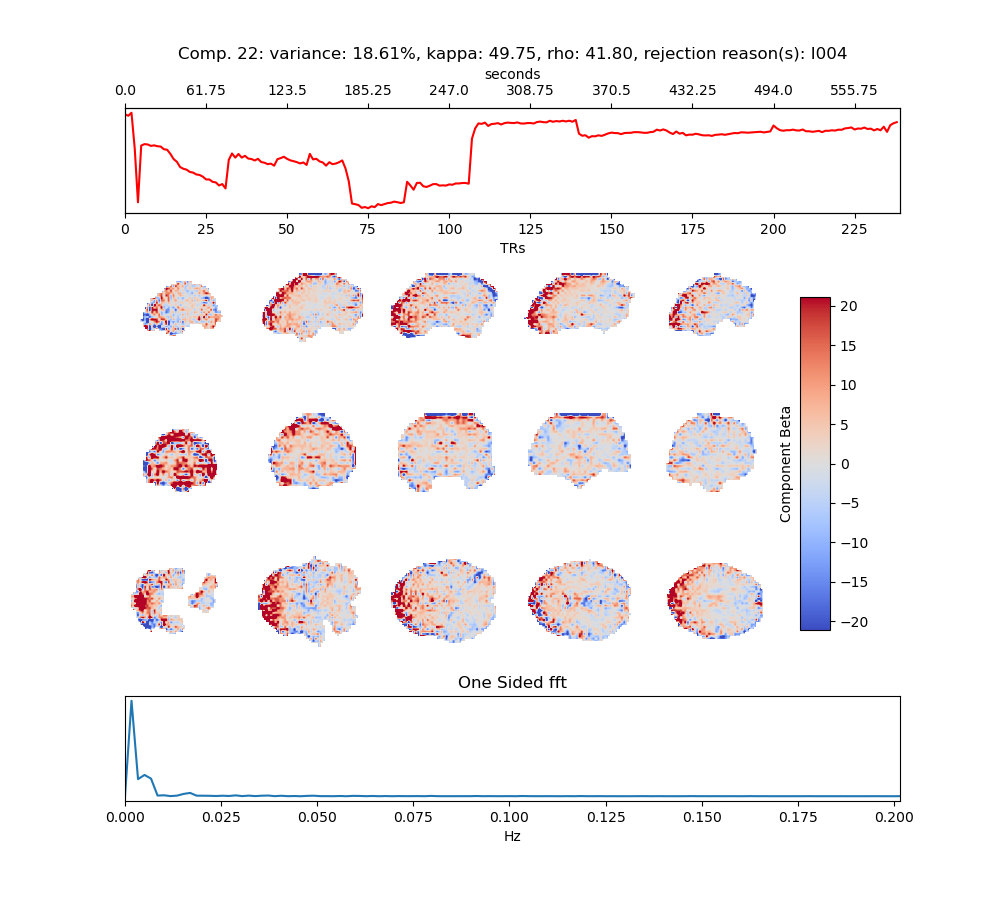 Comp. 22: variance: 18.61%, kappa: 49.75, rho: 41.80, rejection reason(s): I004
seconds
0.0 61.75 123.5 185.25 247.0 308.75 370.5 432.25 494.0 555.75
0 25 50 75 100 125 150 175 200 225
TRs
20
15
10
5
0
−5
−10
−15
−20
Component Beta
One Sided fft
0.000 0.025 0.050 0.075 0.100 0.125 0.150 0.175 0.200
Hz